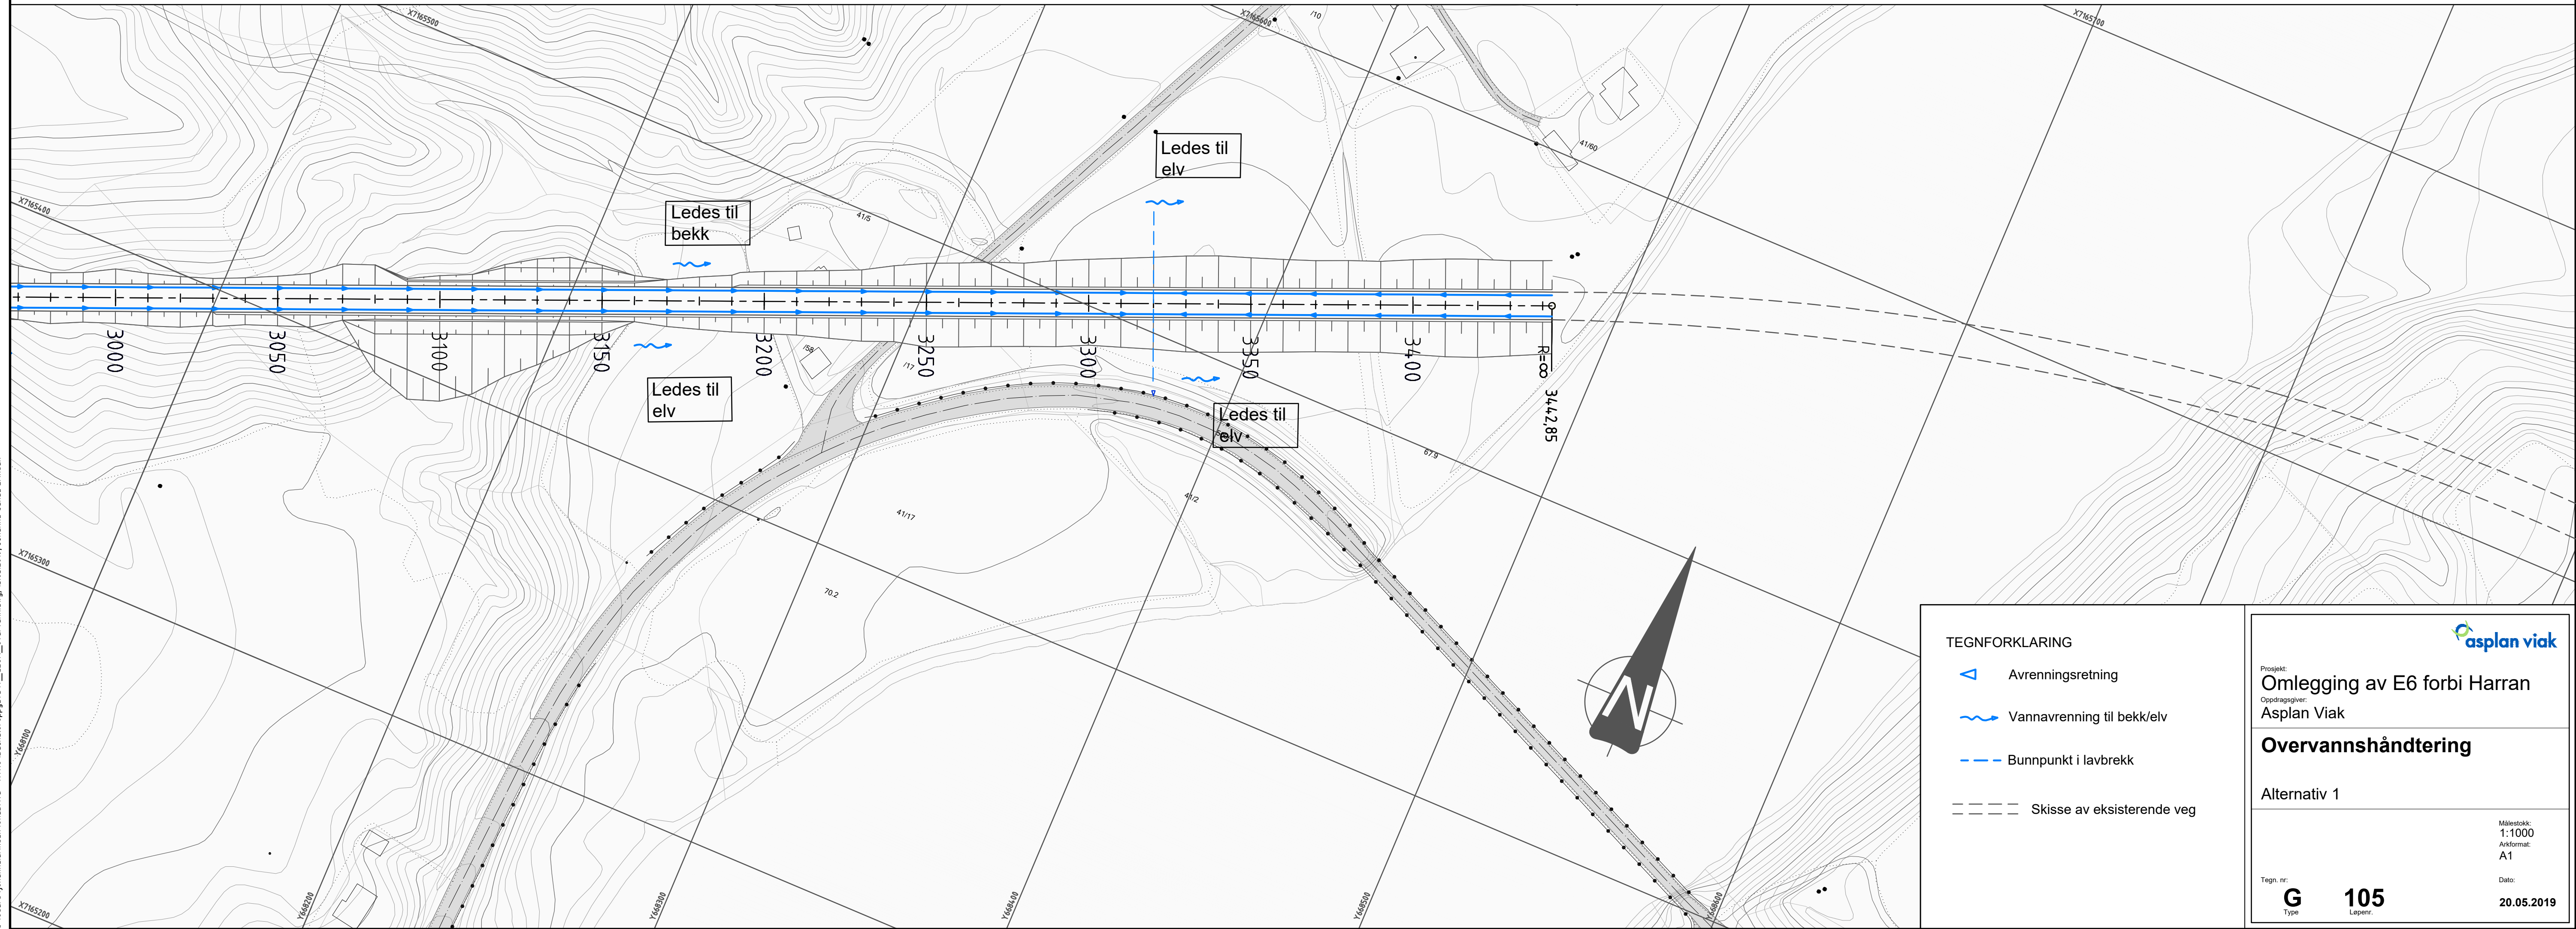 X7165500
X7165600
/10
X7165700
X7165400
41/60
Ledes til
elv
Ledes til
bekk
41/5
3000
3050
3100
3150
3200
3250
3300
3350
3400
R=∞
3442,85
/58
/17
Ledes til
elv
Ledes til
elv
67.9
41/2
41/17
70.2
X7165300
Y668100
X7165200
Y668200
Y668300
Y668400
Y668500
Y668600
N
TEGNFORKLARING
Avrenningsretning
Vannavrenning til bekk/elv
Bunnpunkt i lavbrekk
Skisse av eksisterende veg
asplan viak
Prosjekt:
Omlegging av E6 forbi Harran
Oppdragsgiver:
Asplan Viak
Overvannshåndtering
Alternativ 1
Målestokk:
1:1000
Arkformat:
A1
Tegn. nr:
G
Type
105
Løpenr.
Dato:
20.05.2019